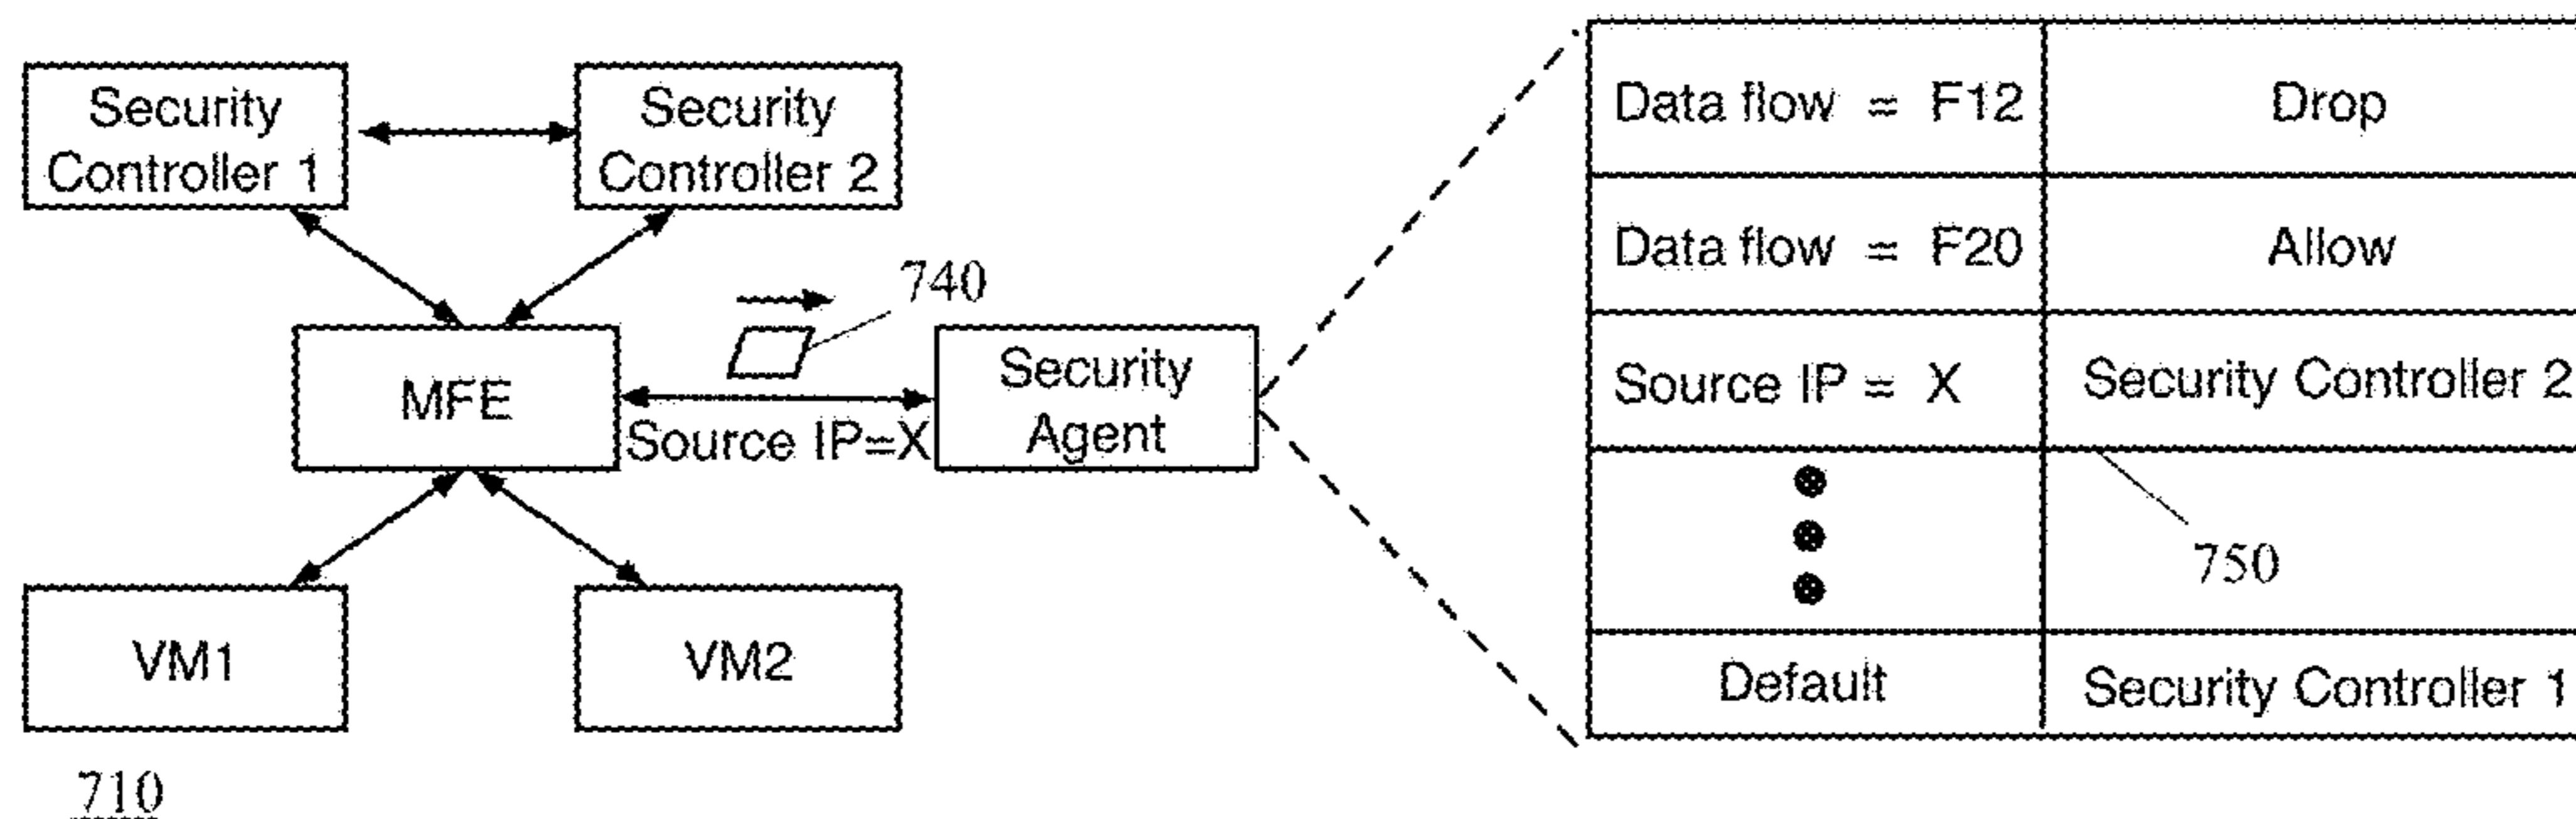 Security
Controller 1
Security
Controller 2
740
MFE
Source IP=X
Security
Agent
VM1
VM2
710
Data flow = F12
Drop
Data flow = F20
Allow
Source IP = X
Security Controller 2
750
Default
Security Controller 1